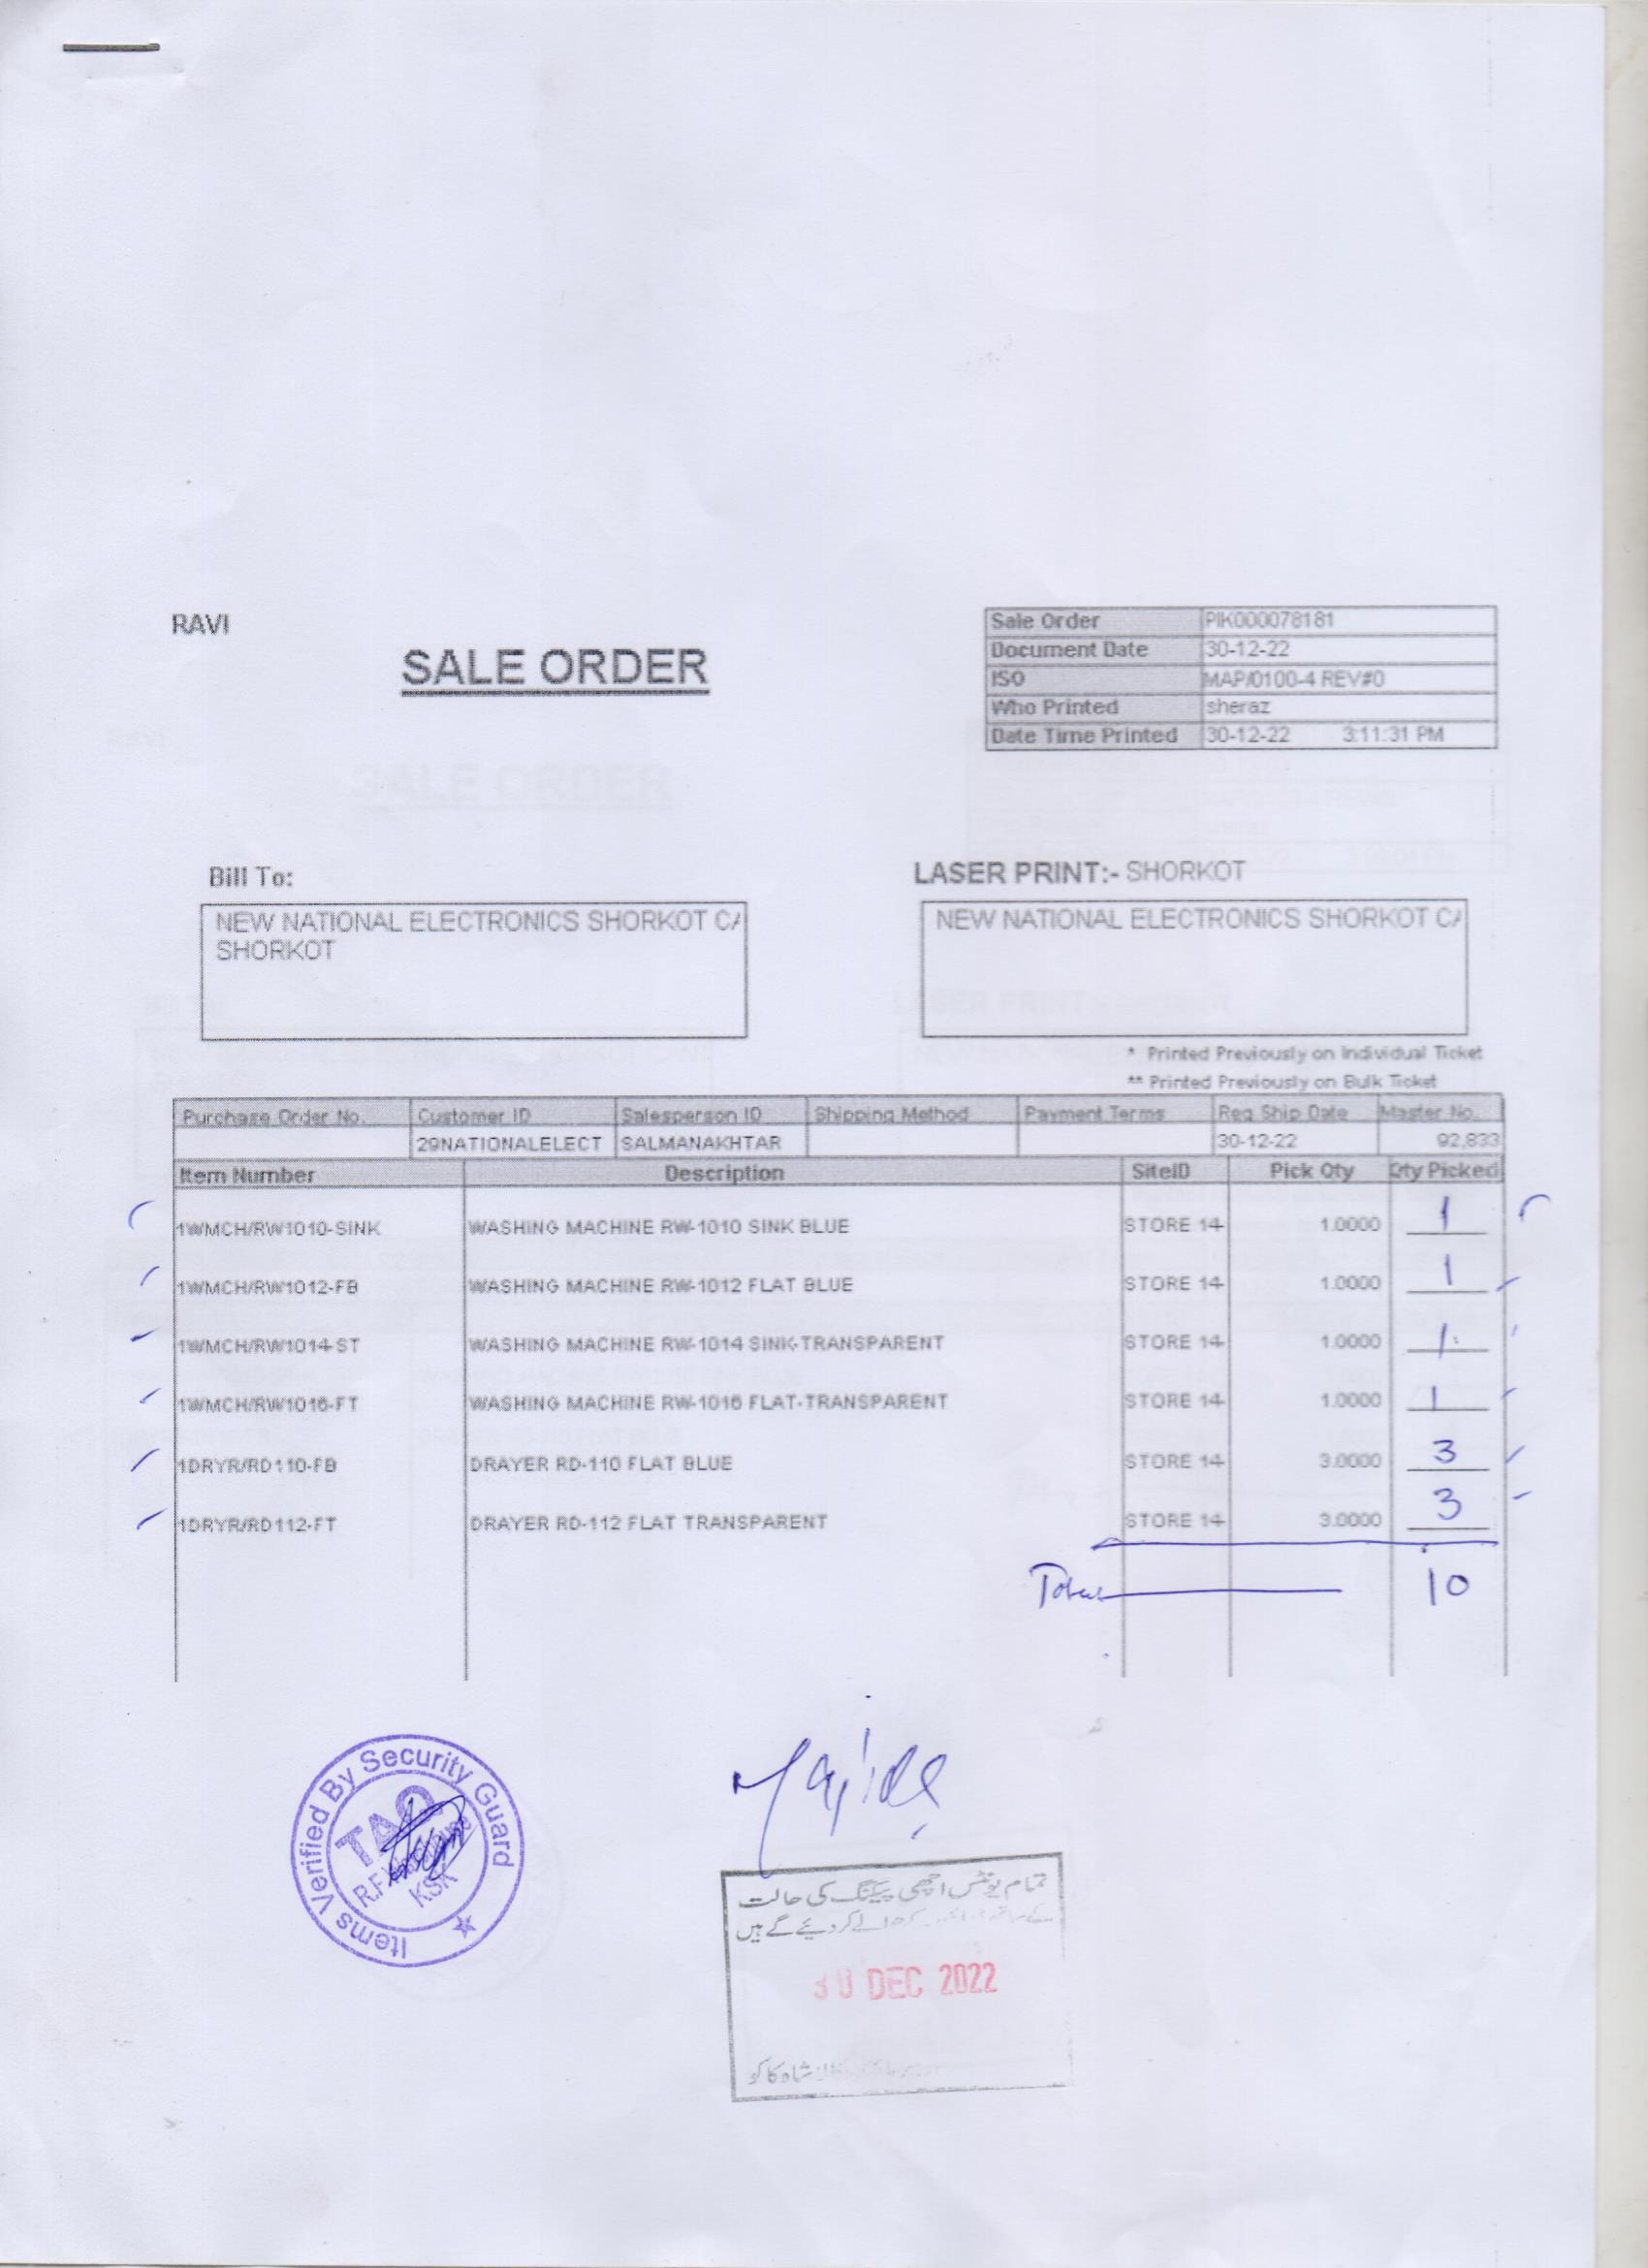 RAVI
SALE ORDER
Sale Order PIK000078181
Document Date 30-12-22
ISO MAP/0100-4 REV#0
Who Printed sheraz
Date Time Printed 30-12-22 3:11:31 PM
Bill To:
NEW NATIONAL ELECTRONICS SHORKOT CA
SHORKOT
LASER PRINT:- SHORKOT
NEW NATIONAL ELECTRONICS SHORKOT CA
* Printed Previously on Individual Ticket
** Printed Previously on Bulk Ticket
Purchase Order No. Customer ID Salesperson ID Shipping Method Payment Terms Req Ship Date Master No.
29NATIONALELECT SALMANAKHTAR 30-12-22 92,833
Item Number Description SiteID Pick Qty Qty Picked
1WMCH/RW1010-SINK WASHING MACHINE RW-1010 SINK BLUE STORE 14 1.0000 1
1WMCH/RW1012-FB WASHING MACHINE RW-1012 FLAT BLUE STORE 14 1.0000 1
1WMCH/RW1014-ST WASHING MACHINE RW-1014 SINK-TRANSPARENT STORE 14 1.0000 1
1WMCH/RW1016-FT WASHING MACHINE RW-1016 FLAT-TRANSPARENT STORE 14 1.0000 1
1DRYR/RD110-FB DRAYER RD-110 FLAT BLUE STORE 14 3.0000 3
1DRYR/RD112-FT DRAYER RD-112 FLAT TRANSPARENT STORE 14 3.0000 3
Total 10
Items Verified By Security Guard
TAQ
R.F Warehouse
KSK
تمام یونٹس اچھی پیکنگ کی حالت
کے ساتھ حوالے کر دیئے گے ہیں
30 DEC 2022
شاہ کاکو